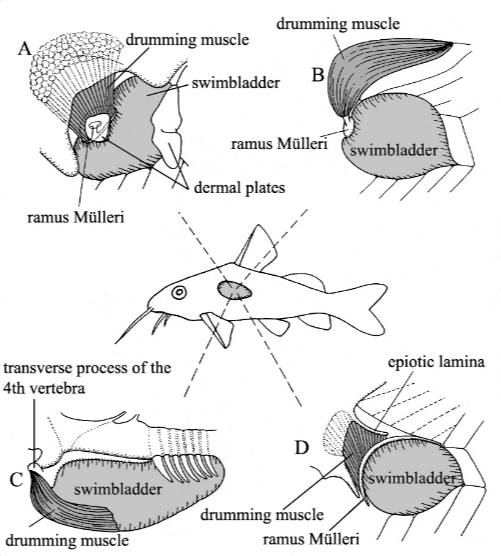 A
drumming muscle
swimbladder
dermal plates
ramus Mülleri
drumming muscle
B
ramus Mülleri
swimbladder
transverse process of the
4th vertebra
C
swimbladder
drumming muscle
epiotic lamina
D
swimbladder
drumming muscle
ramus Mülleri